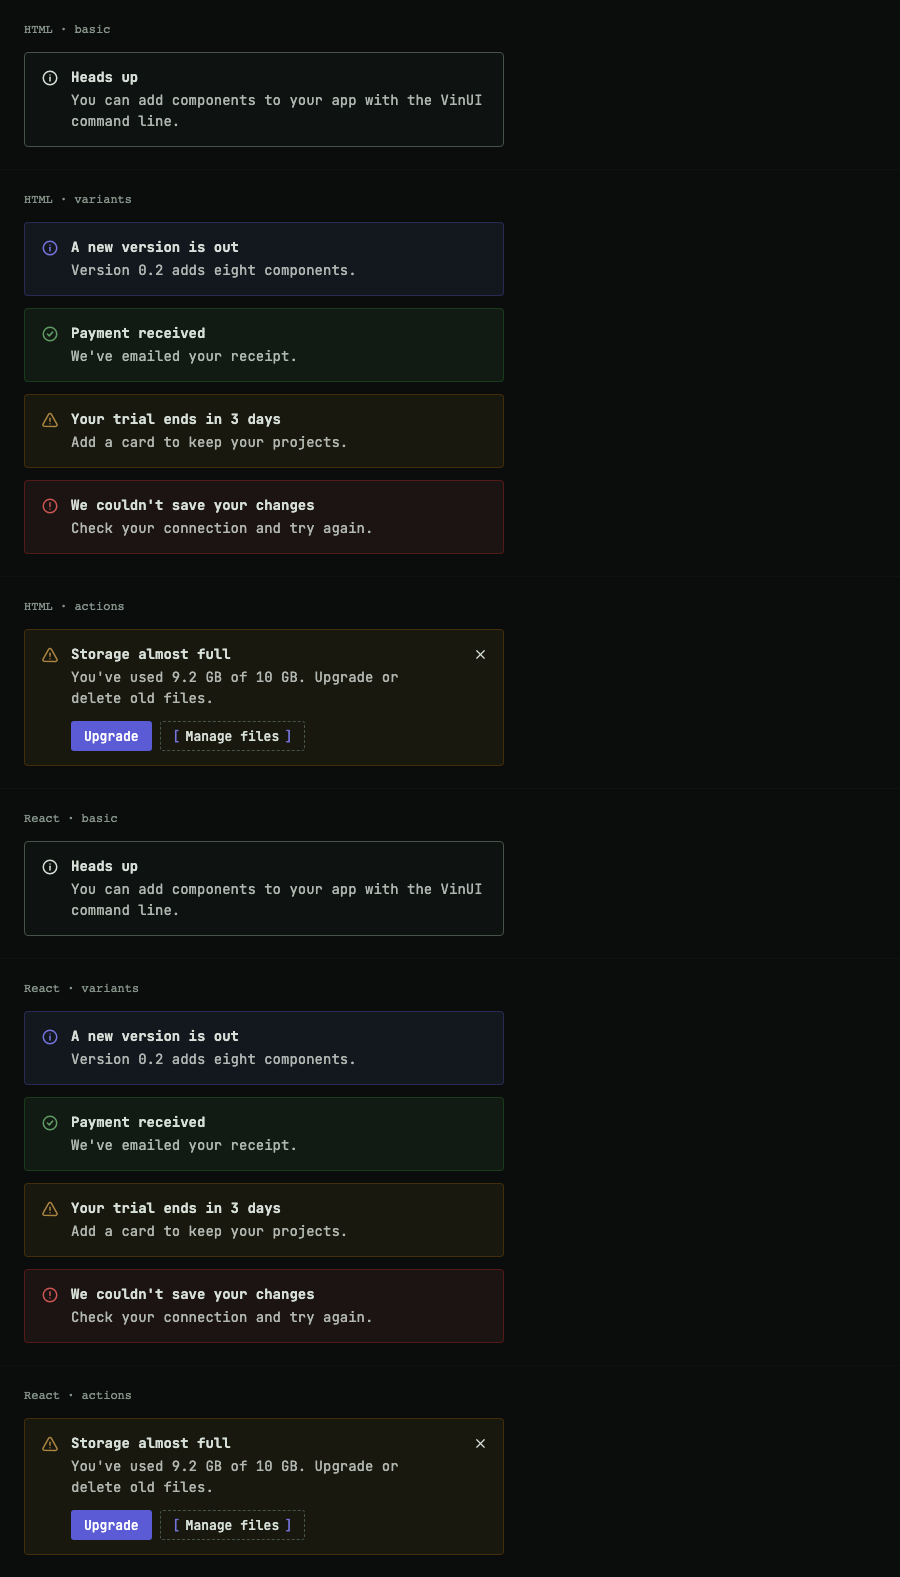 HTML · basic
Heads up
You can add components to your app with the VinUI
command line.
HTML · variants
A new version is out
Version 0.2 adds eight components.
Payment received
We've emailed your receipt.
Your trial ends in 3 days
Add a card to keep your projects.
We couldn't save your changes
Check your connection and try again.
HTML · actions
Storage almost full
You've used 9.2 GB of 10 GB. Upgrade or
delete old files.
Upgrade [ Manage files ]
React · basic
Heads up
You can add components to your app with the VinUI
command line.
React · variants
A new version is out
Version 0.2 adds eight components.
Payment received
We've emailed your receipt.
Your trial ends in 3 days
Add a card to keep your projects.
We couldn't save your changes
Check your connection and try again.
React · actions
Storage almost full
You've used 9.2 GB of 10 GB. Upgrade or
delete old files.
Upgrade [ Manage files ]